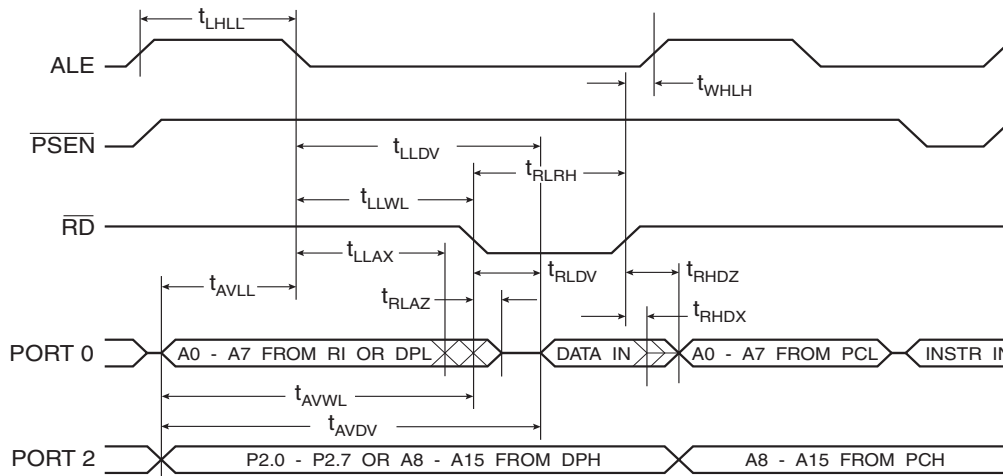 tLHLL
ALE
tWHLH
PSEN
tLLDV
tRLRH
tLLWL
RD
tLLAX
tRLDV
tRHDZ
tAVLL
tRLAZ
tRHDX
PORT 0
A0 - A7 FROM RI OR DPL
DATA IN
A0 - A7 FROM PCL
INSTR IN
tAVWL
tAVDV
PORT 2
P2.0 - P2.7 OR A8 - A15 FROM DPH
A8 - A15 FROM PCH